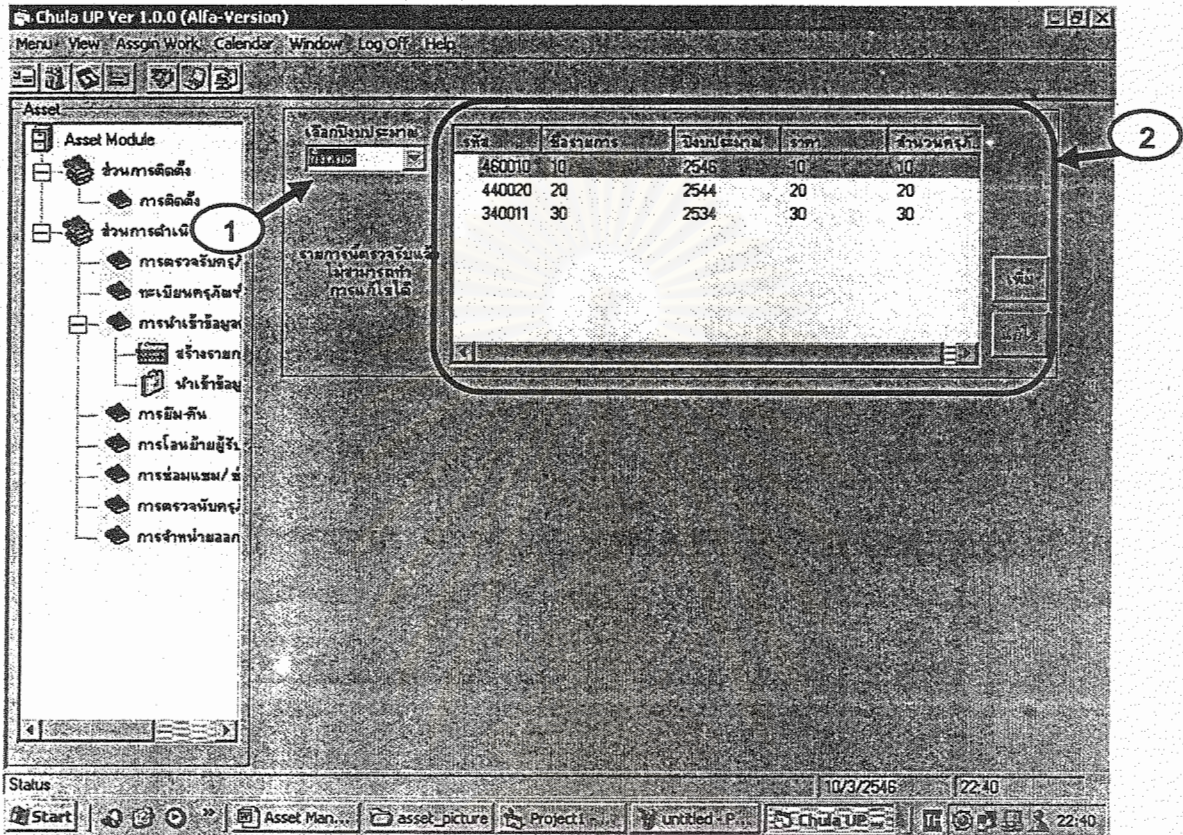 Chula UP Ver 1.0.0 (Alfa-Version)
Menu View Assgin Work Calendar Window Log Off Help
Asset
Asset Module
ส่วนการติดตั้ง
การติดตั้ง
ส่วนการดำเนิ
การตรวจรับครุภ
ทะเบียนครุภัณฑ์
การนำเข้าข้อมูล
สร้างรายก
นำเข้าข้อมู
การยืม-คืน
การโอนย้ายผู้รับ
การซ่อมแซม/
การตรวจนับครุภ
การจำหน่ายออก
1
เลือกปีงบประมาณ
ทั้งหมด
รายการนี้ตรวจรับแล้ว
ไม่สามารถทำ
การแก้ไขได้
รหัส ชื่อรายการ ปีงบประมาณ ราคา จำนวนครุภั..
460010 10 2546 10 10
440020 20 2544 20 20
340011 30 2534 30 30
เพิ่ม
แก้ไข
2
Status 10/3/2546 22:40
Start Asset Man... asset_picture Project1 - ... untitled - P... Chula UP ... 22:40